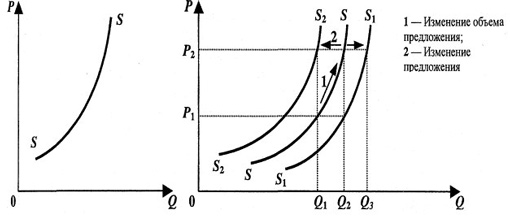 P
S
S
0
Q
P
S₂
S
S₁
2
P₂
1
P₁
S₂
S
S₁
0
Q₁
Q₂
Q₃
Q
1 — Изменение объема
предложения;
2 — Изменение
предложения